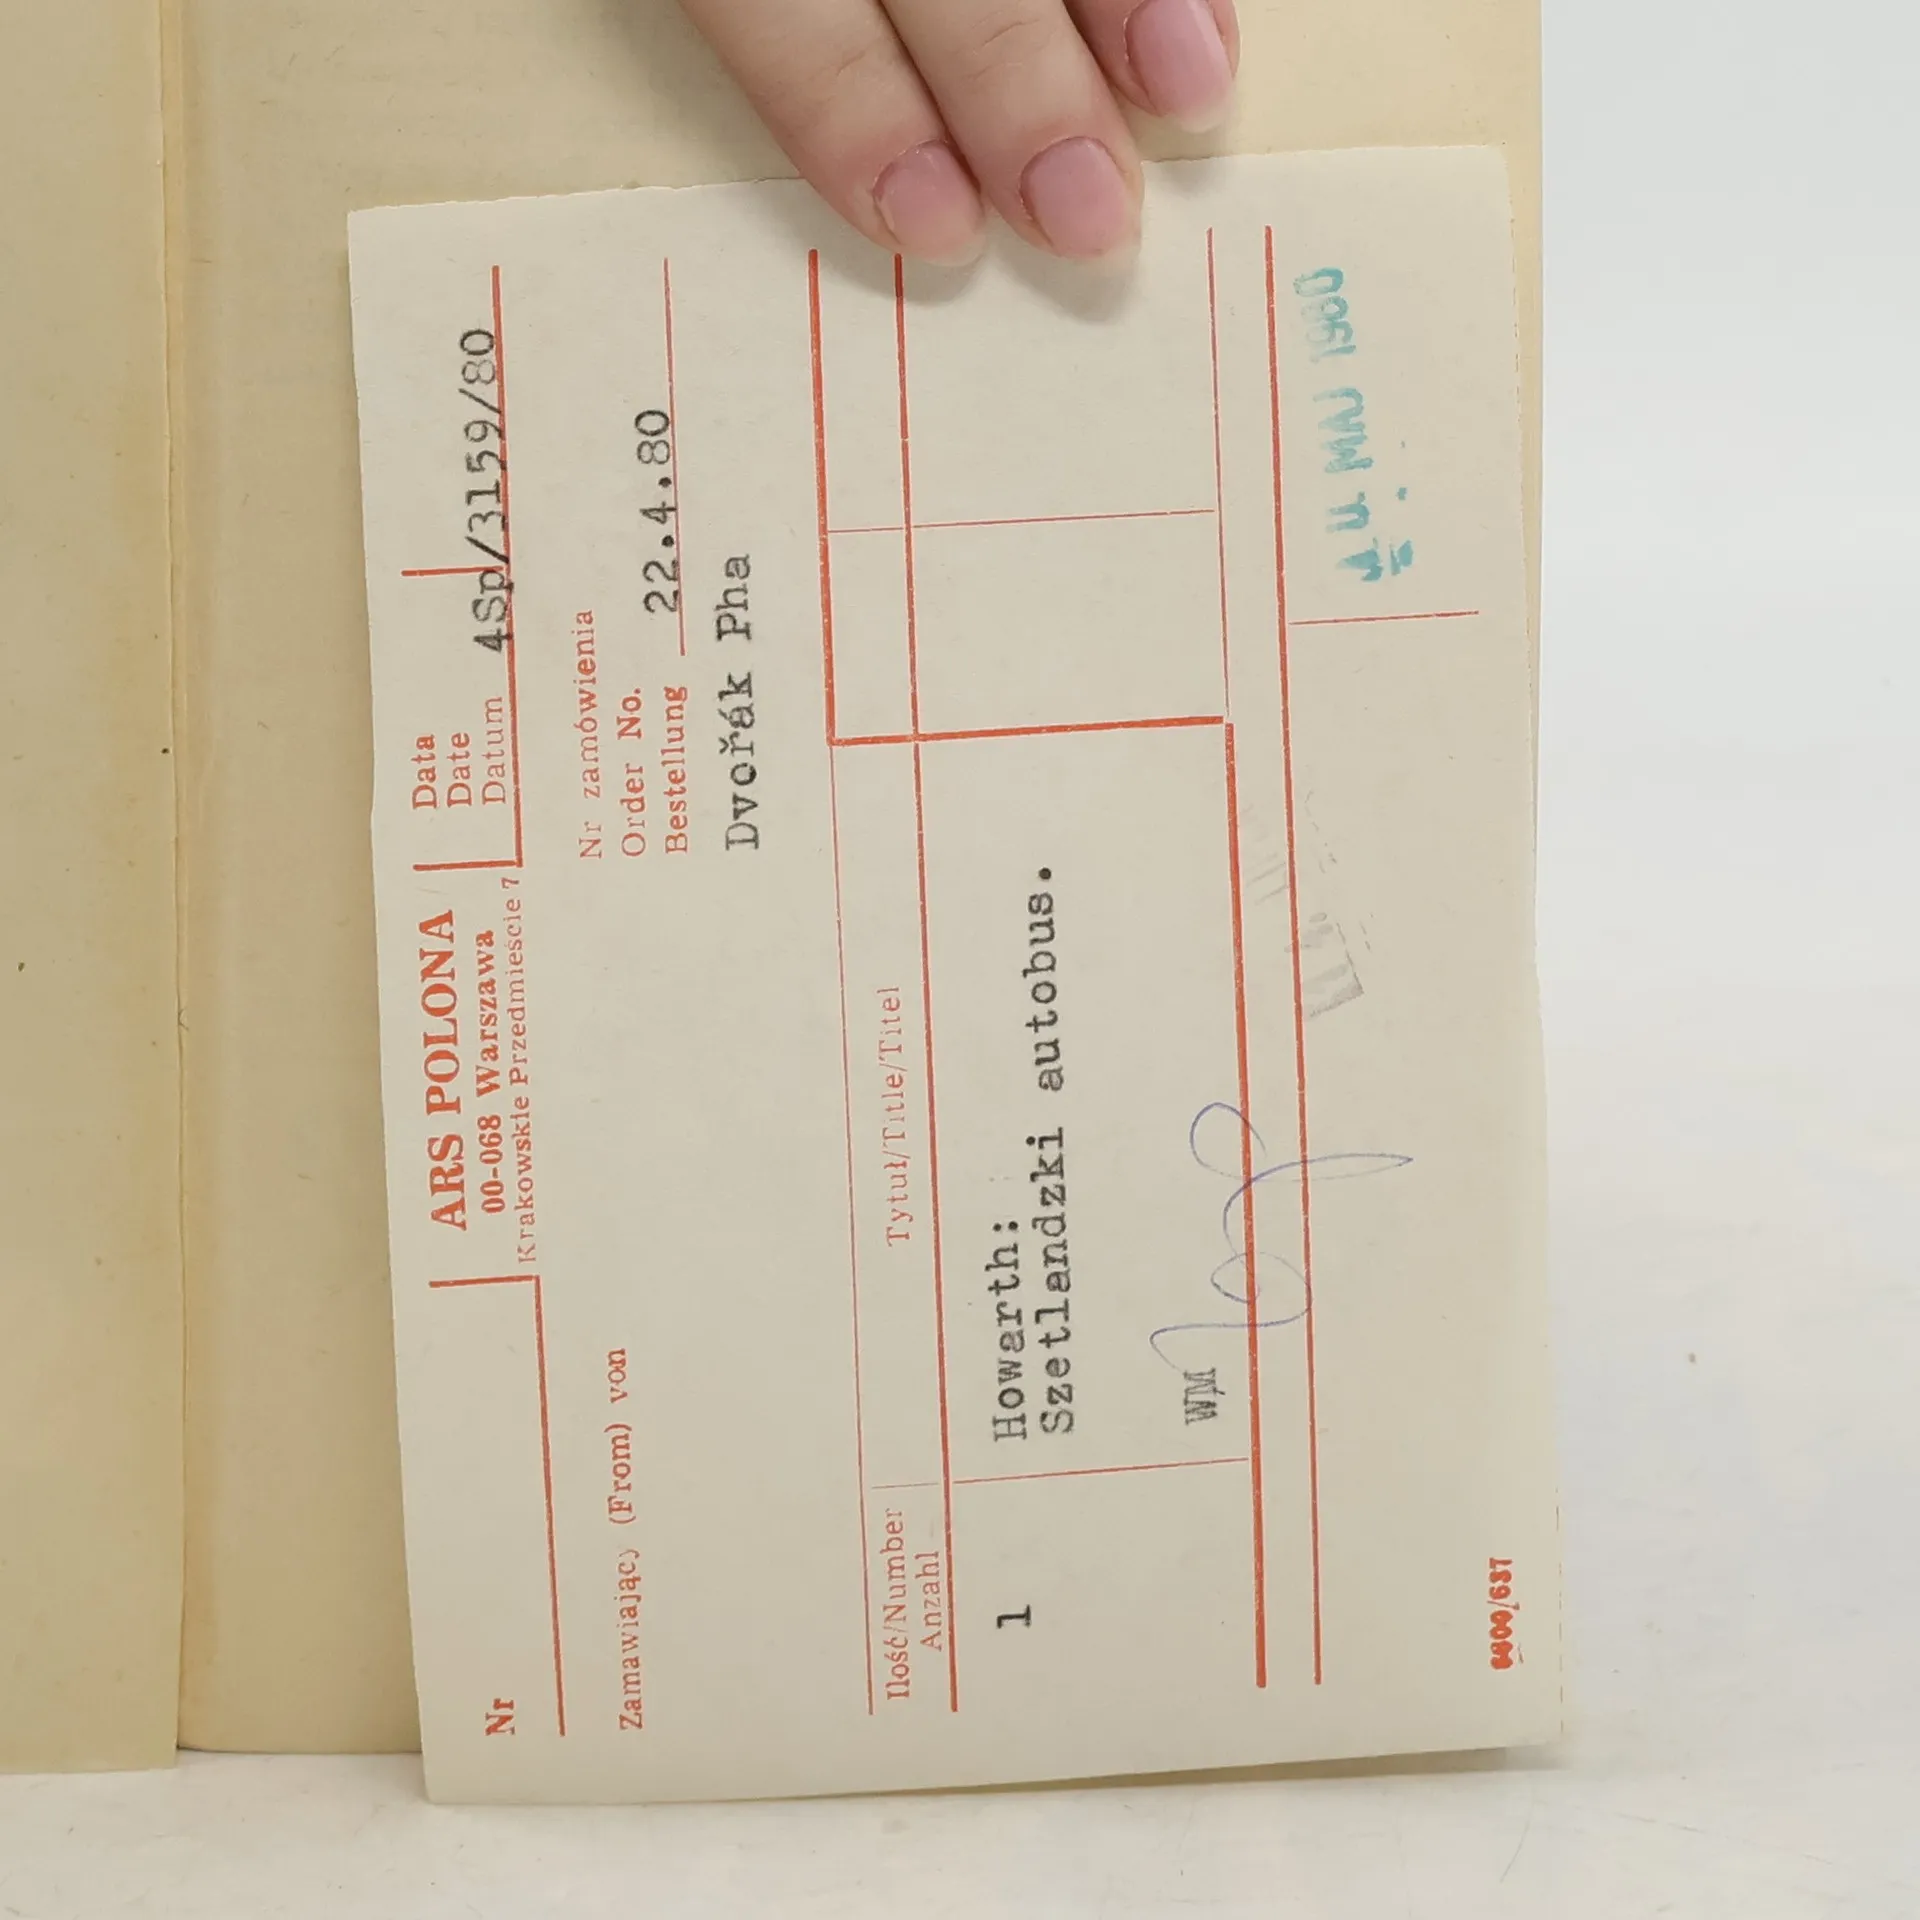 ARS POLONA
00-068 Warszawa
Krakowskie Przedmieście 7
Nr
Data
Date
Datum
4Sp/3159/80
Zamawiając; (From) von
Nr zamówienia
Order No.
Bestellung
22.4.80
Dvořák Pha
Ilość/Number
Anzahl
Tytuł/Title/Titel
1
Howarth:
Szetlandzki autobus.
WM
MAJ 1980